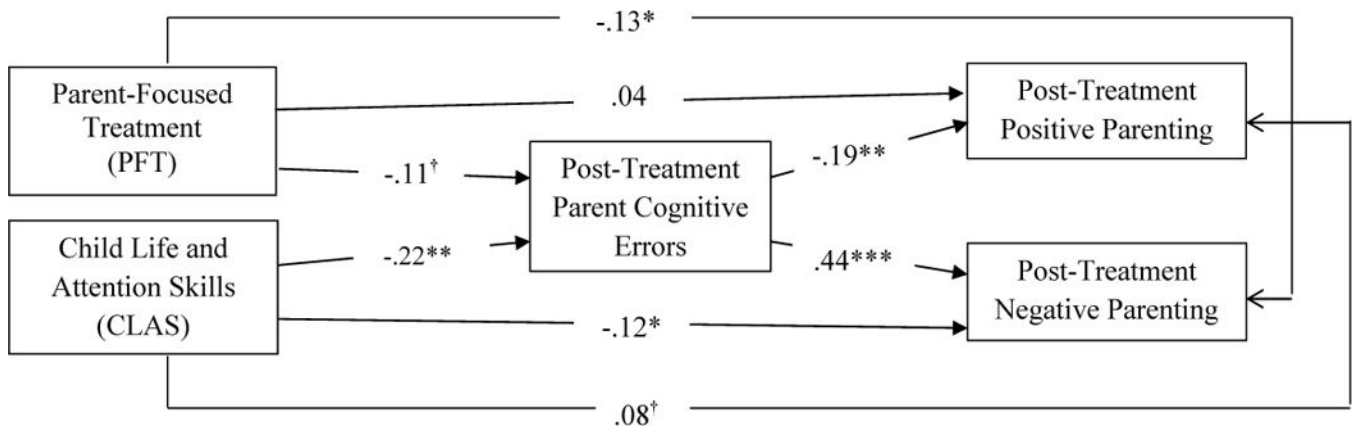 -.13*
Parent-Focused
Treatment
(PFT)
.04
Post-Treatment
Positive Parenting
-.11†
-.19**
Post-Treatment
Parent Cognitive
Errors
Child Life and
Attention Skills
(CLAS)
-.22**
.44***
Post-Treatment
Negative Parenting
-.12*
.08†